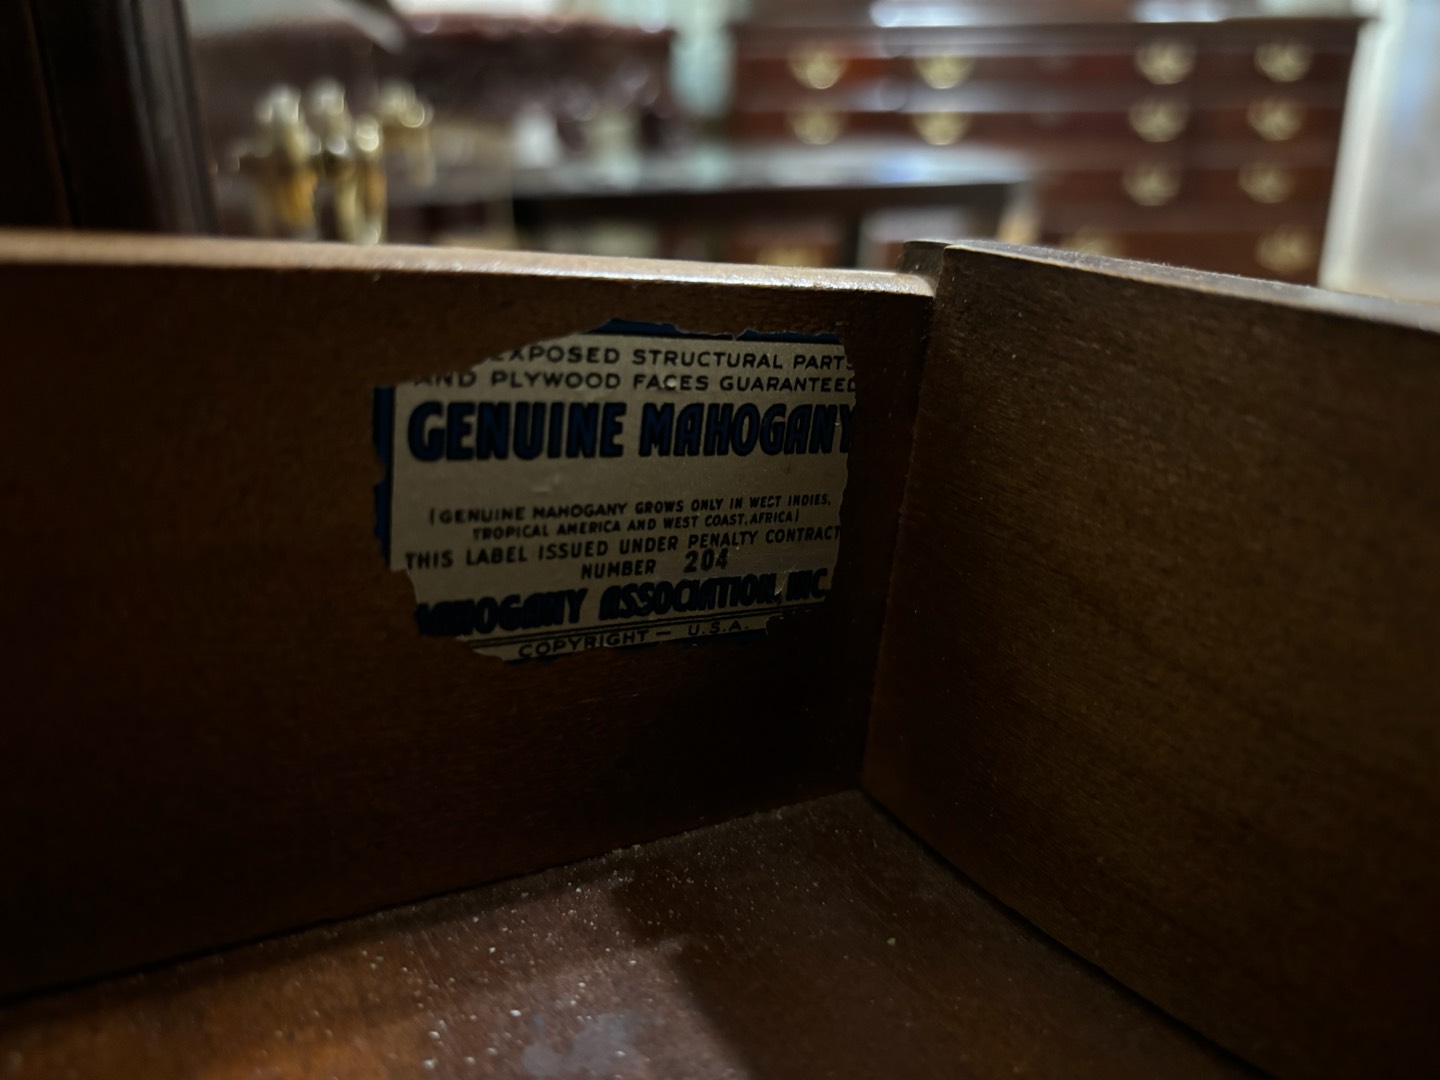 EXPOSED STRUCTURAL PARTS
AND PLYWOOD FACES GUARANTEED
GENUINE MAHOGANY
(GENUINE MAHOGANY GROWS ONLY IN WEST INDIES,
TROPICAL AMERICA AND WEST COAST, AFRICA)
THIS LABEL ISSUED UNDER PENALTY CONTRACT
NUMBER 204
MAHOGANY ASSOCIATION, INC.
COPYRIGHT — U.S.A.